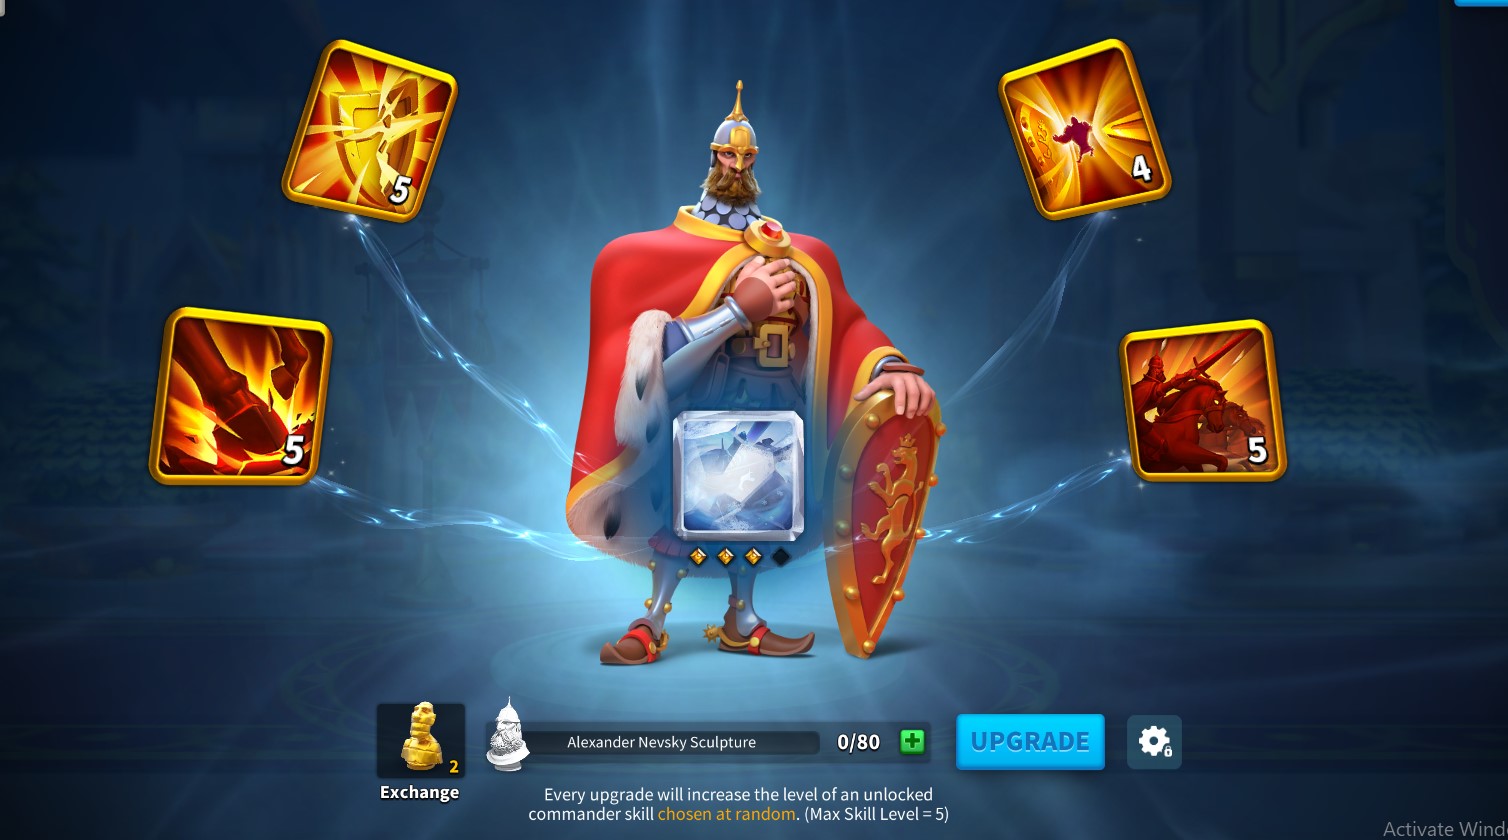 5
4
5
5
2
Alexander Nevsky Sculpture
0/80
UPGRADE
Exchange
Every upgrade will increase the level of an unlocked
commander skill chosen at random. (Max Skill Level = 5)
Activate Wind